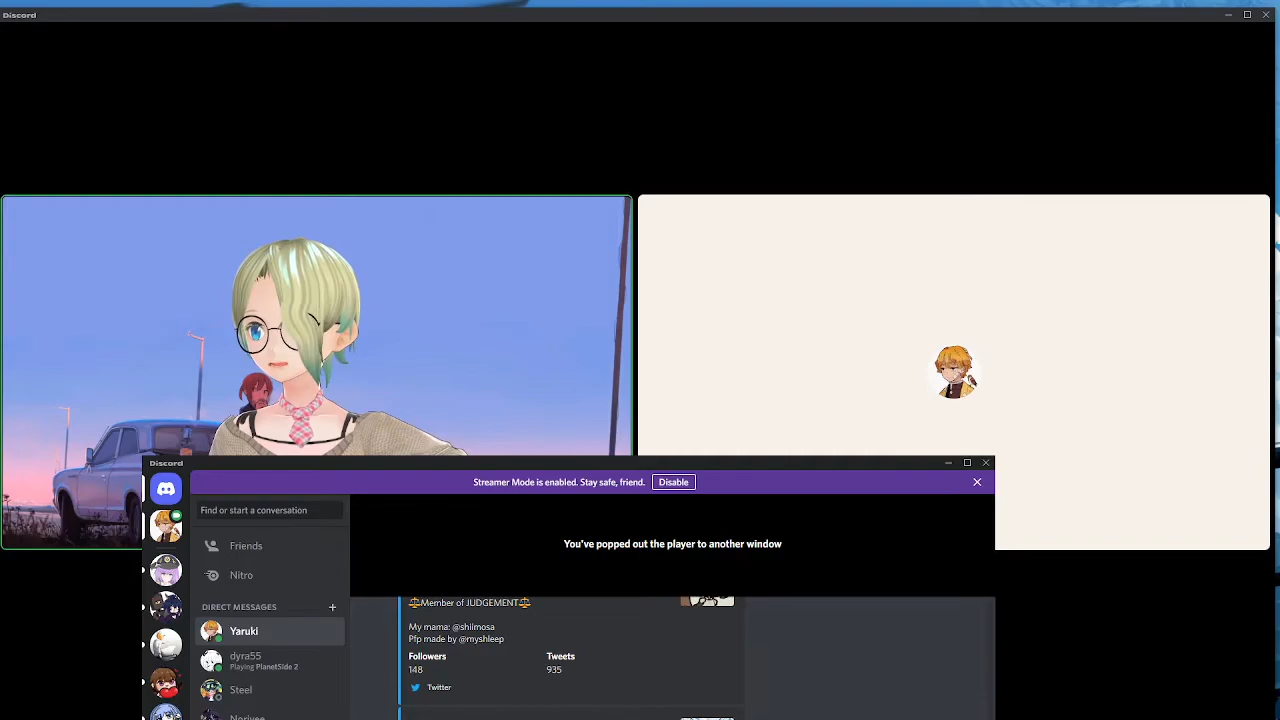 Discord
Discord
Streamer Mode is enabled. Stay safe, friend.
Disable
Find or start a conversation
Friends
Nitro
DIRECT MESSAGES
Yaruki
dyra55
Playing PlanetSide 2
Steel
Norivee
You've popped out the player to another window
⚖️Member of JUDGEMENT⚖️
My mama: @shiimosa
Pfp made by @myshleep
Followers Tweets
148 935
Twitter